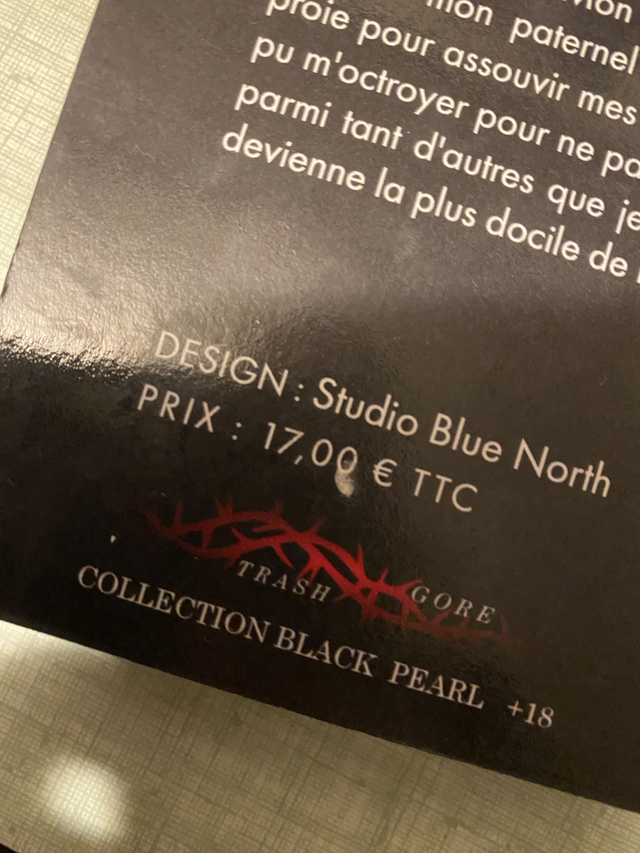 mon paternel
proie pour assouvir mes
pu m'octroyer pour ne
parmi tant d'autres que je
devienne la plus docile de
DESIGN : Studio Blue North
PRIX : 17,00 € TTC
TRASH GORE
COLLECTION BLACK PEARL +18